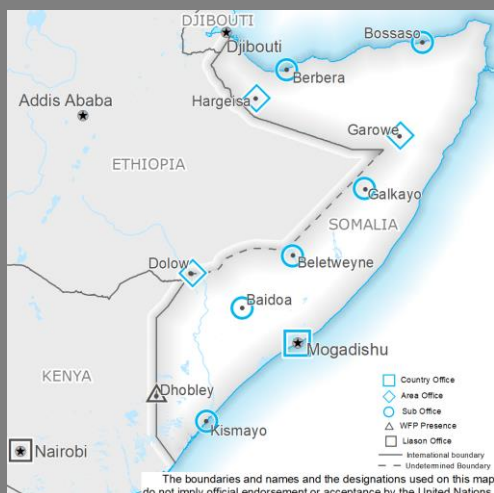 DJIBOUTI
Djibouti
Bossaso
Berbera
Addis Ababa
Hargeisa
Garowe
ETHIOPIA
Galkayo
SOMALIA
Dolow
Beletweyne
Baidoa
Mogadishu
KENYA
Dhobley
Kismayo
Nairobi
Country Office
Area Office
Sub Office
WFP Presence
Liason Office
International boundary
Undetermined Boundary
The boundaries and names and the designations used on this map
do not imply official endorsement or acceptance by the United Nations.